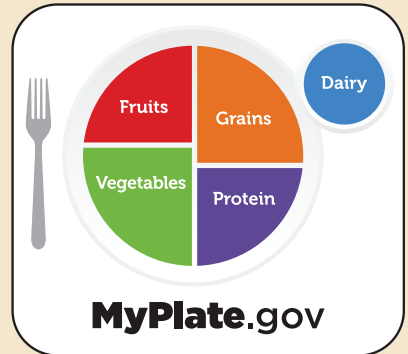 Dairy
Fruits
Grains
Vegetables
Protein
MyPlate.gov